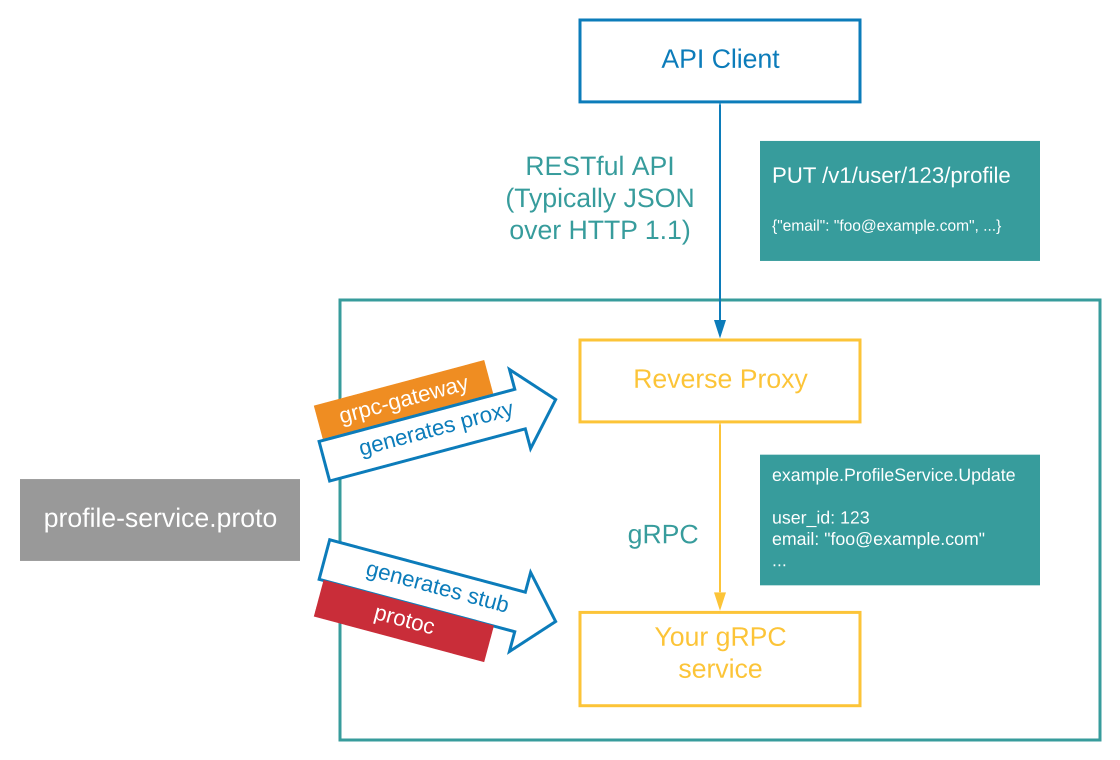 API Client
RESTful API
(Typically JSON
over HTTP 1.1)
PUT /v1/user/123/profile
{"email": "foo@example.com", ...}
Reverse Proxy
grpc-gateway
generates proxy
example.ProfileService.Update
user_id: 123
email: "foo@example.com"
...
profile-service.proto
gRPC
generates stub
protoc
Your gRPC
service